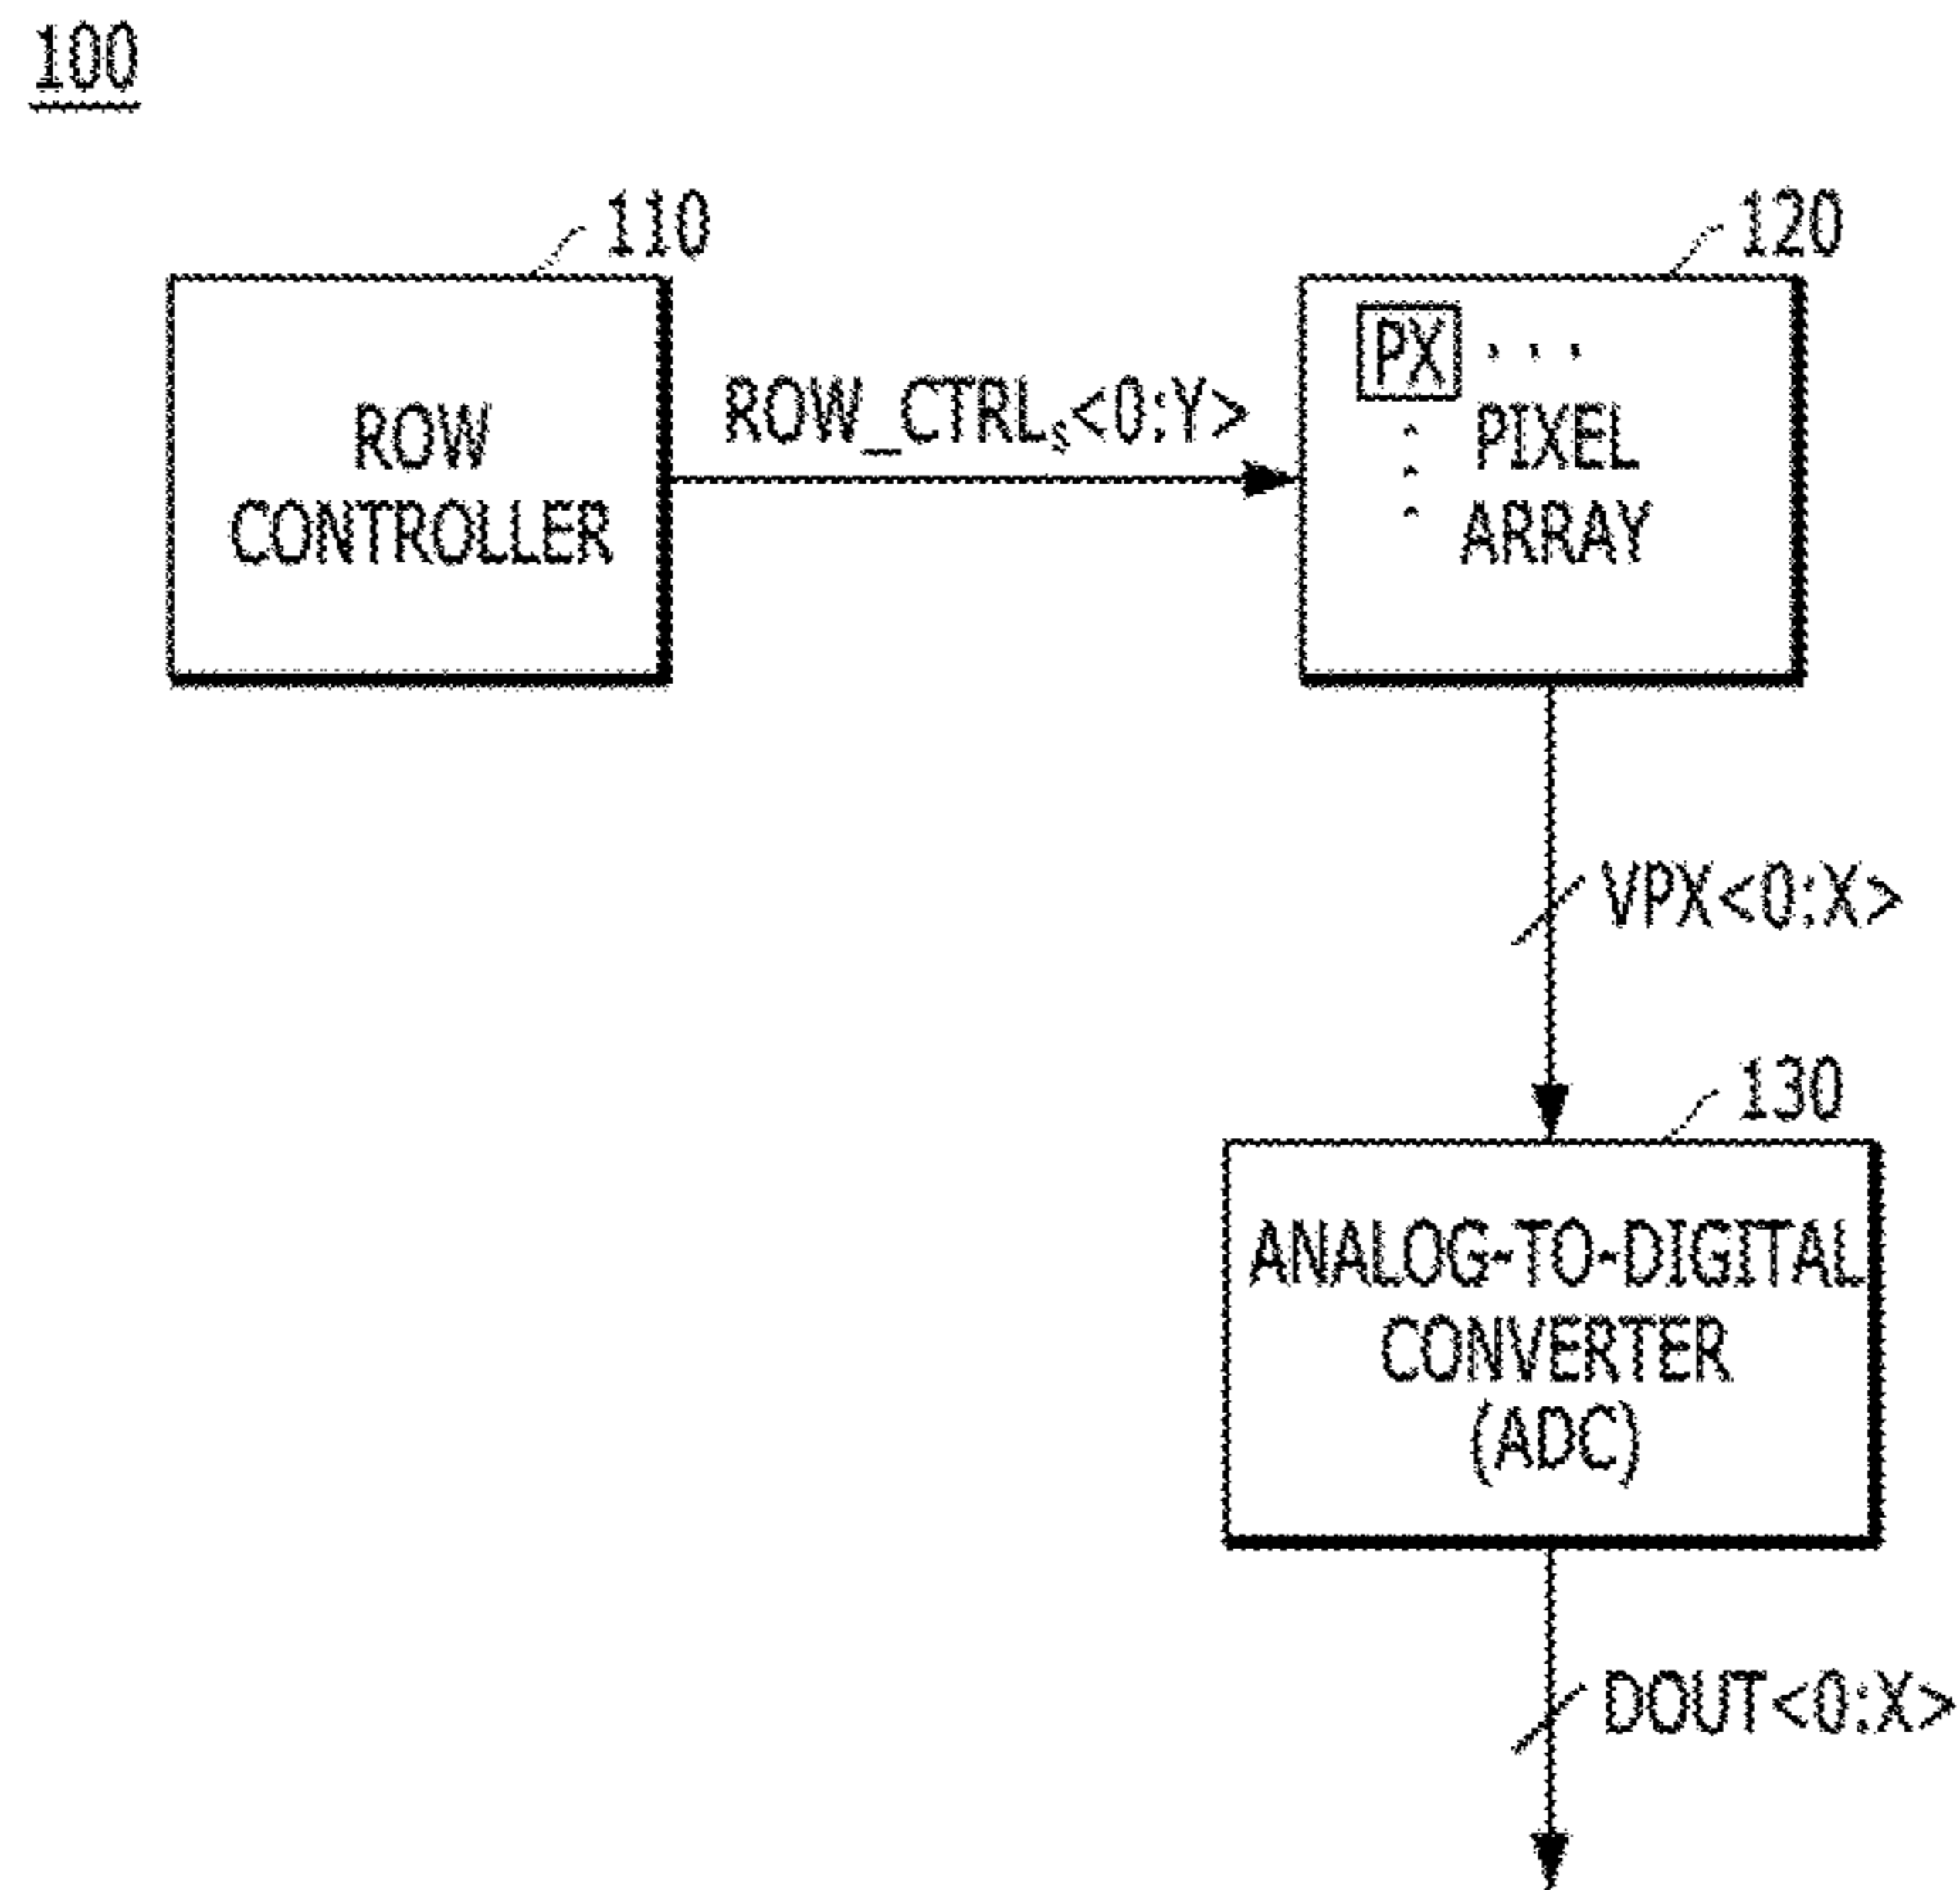 100
110
120
ROW
CONTROLLER
ROW_CTRLs<0:Y>
PX ...
PIXEL
ARRAY
VPX<0:X>
130
ANALOG-TO-DIGITAL
CONVERTER
(ADC)
DOUT<0:X>